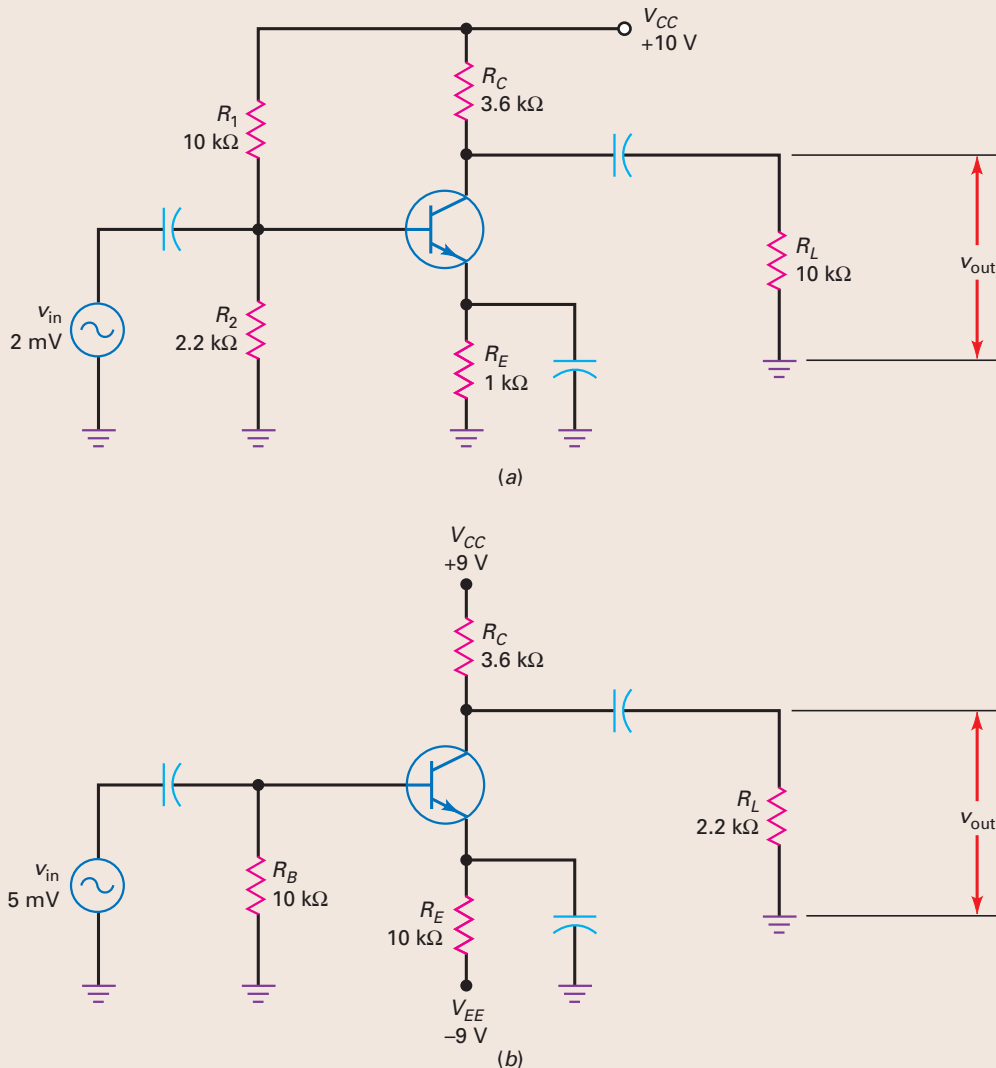 V_CC
+10 V
R_C
3.6 kΩ
R_1
10 kΩ
R_L
10 kΩ
v_out
v_in
2 mV
R_2
2.2 kΩ
R_E
1 kΩ
(a)
V_CC
+9 V
R_C
3.6 kΩ
R_L
2.2 kΩ
v_out
v_in
5 mV
R_B
10 kΩ
R_E
10 kΩ
V_EE
–9 V
(b)